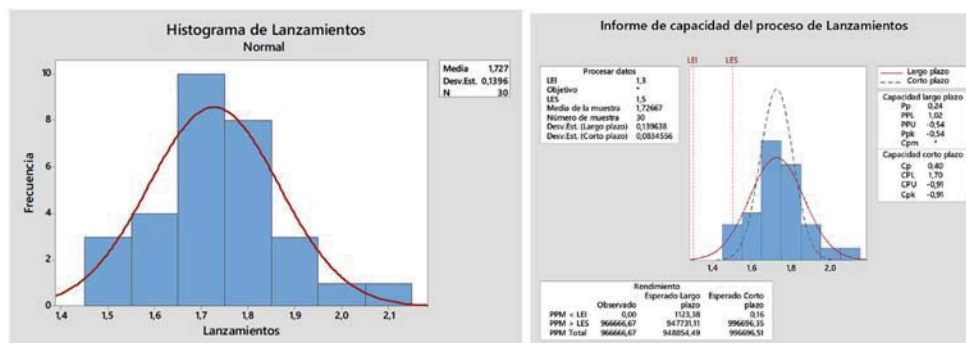 Histograma de Lanzamientos
Normal
Media 1,727
Desv.Est. 0,1396
N 30
Frecuencia
10
8
6
4
2
0
1,4 1,5 1,6 1,7 1,8 1,9 2,0 2,1
Lanzamientos
Informe de capacidad del proceso de Lanzamientos
LEI LES
Procesar datos
LEI 1,3
Objetivo *
LES 1,5
Media de la muestra 1,72667
Número de muestra 30
Desv.Est (Largo plazo) 0,139638
Desv.Est (Corto plazo) 0,0834556
Largo plazo
Corto plazo
Capacidad largo plazo
Pp 0,24
PPL 1,02
PPU -0,54
Ppk -0,54
Cpm *
Capacidad corto plazo
Cp 0,40
CPL 1,70
CPU -0,91
Cpk -0,91
1,4 1,6 1,8 2,0
Rendimiento
Observado Esperado Largo plazo Esperado Corto plazo
PPM < LEI 0,00 1123,38 0,16
PPM > LES 966666,67 947731,11 996696,35
PPM Total 966666,67 948854,49 996696,51